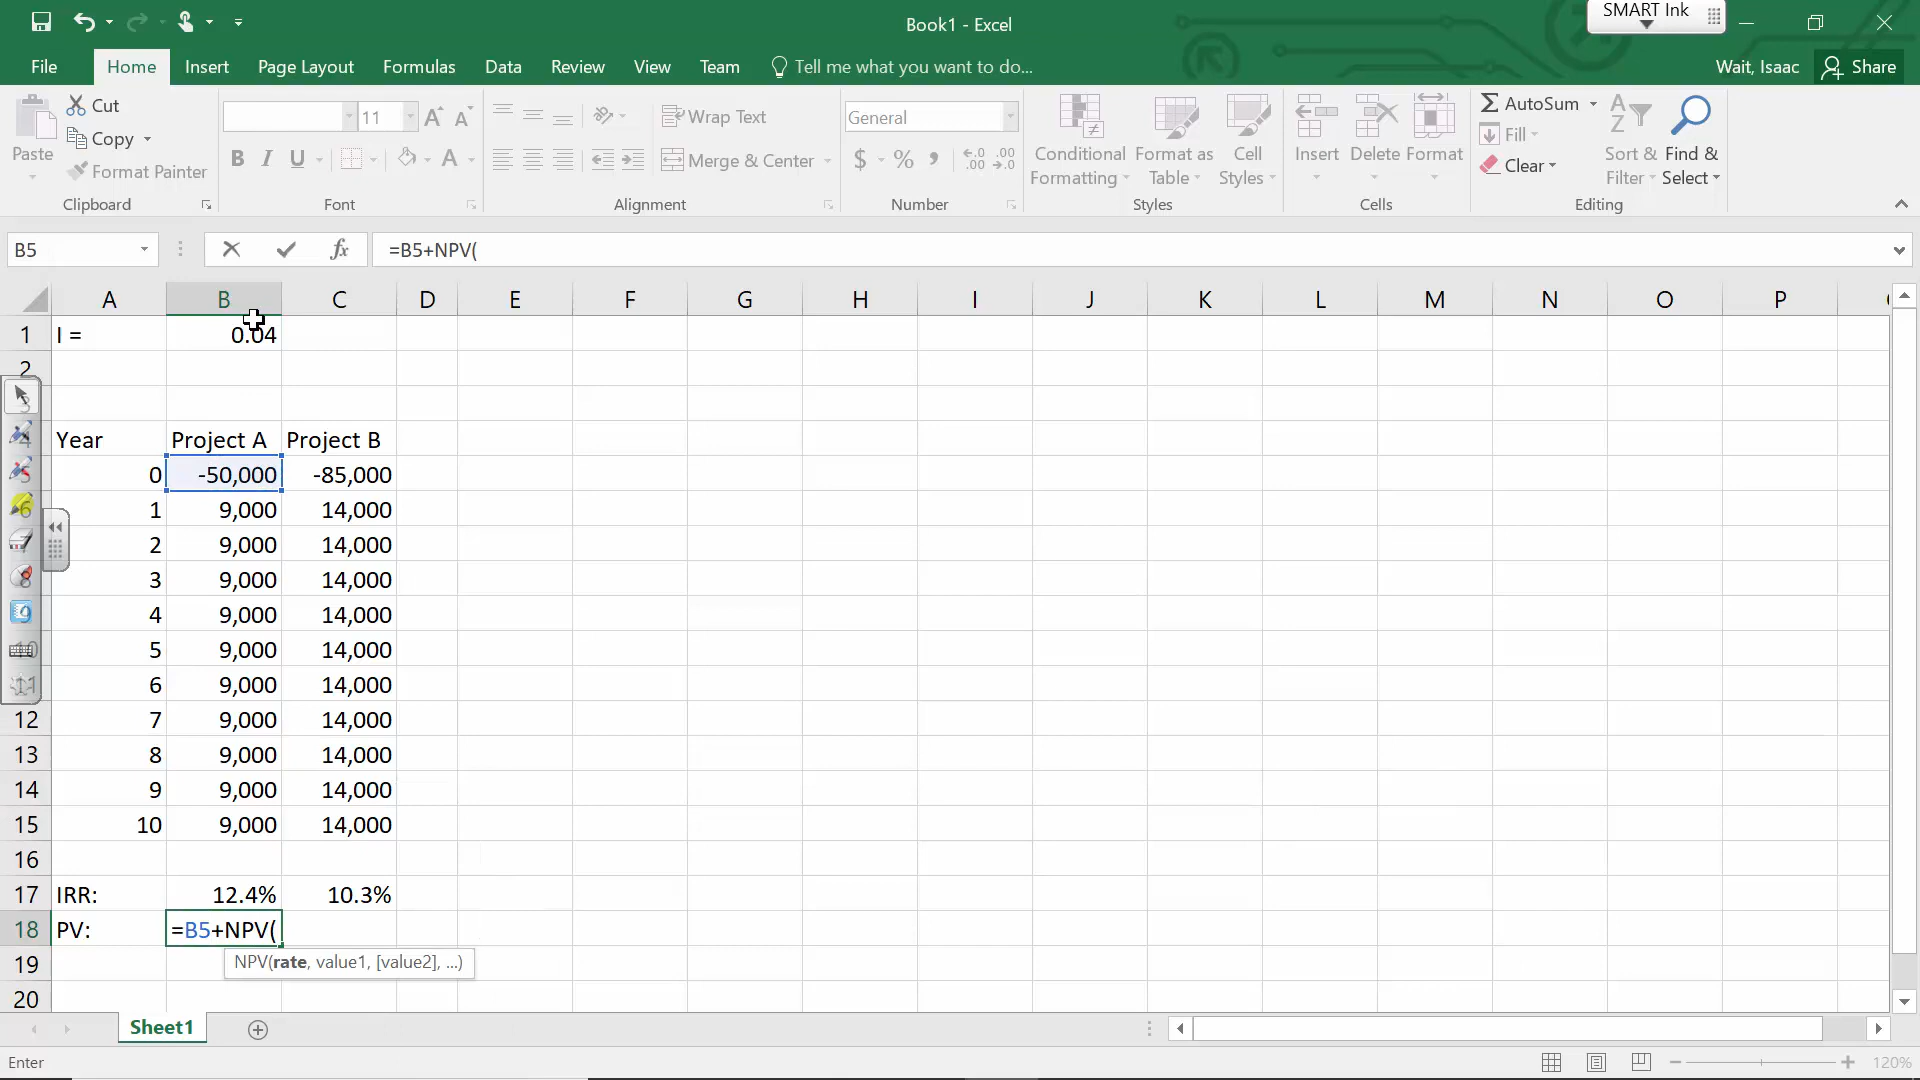 Book1 - Excel
SMART Ink
File Home Insert Page Layout Formulas Data Review View Team Tell me what you want to do... Wait, Isaac Share
Paste
Cut
Copy
Format Painter
Clipboard
11
B I U
Font
Wrap Text
Merge & Center
Alignment
General
$ % ,
Number
Conditional Formatting
Format as Table
Cell Styles
Styles
Insert Delete Format
Cells
AutoSum
Fill
Clear
Sort & Filter
Find & Select
Editing
B5 fx =B5+NPV(
A B C D E F G H I J K L M N O P
1 I = 0.04
2
Year Project A Project B
0 -50,000 -85,000
1 9,000 14,000
2 9,000 14,000
3 9,000 14,000
4 9,000 14,000
5 9,000 14,000
6 9,000 14,000
12 7 9,000 14,000
13 8 9,000 14,000
14 9 9,000 14,000
15 10 9,000 14,000
16
17 IRR: 12.4% 10.3%
18 PV: =B5+NPV(
19 NPV(rate, value1, [value2], ...)
20
Sheet1
Enter 120%